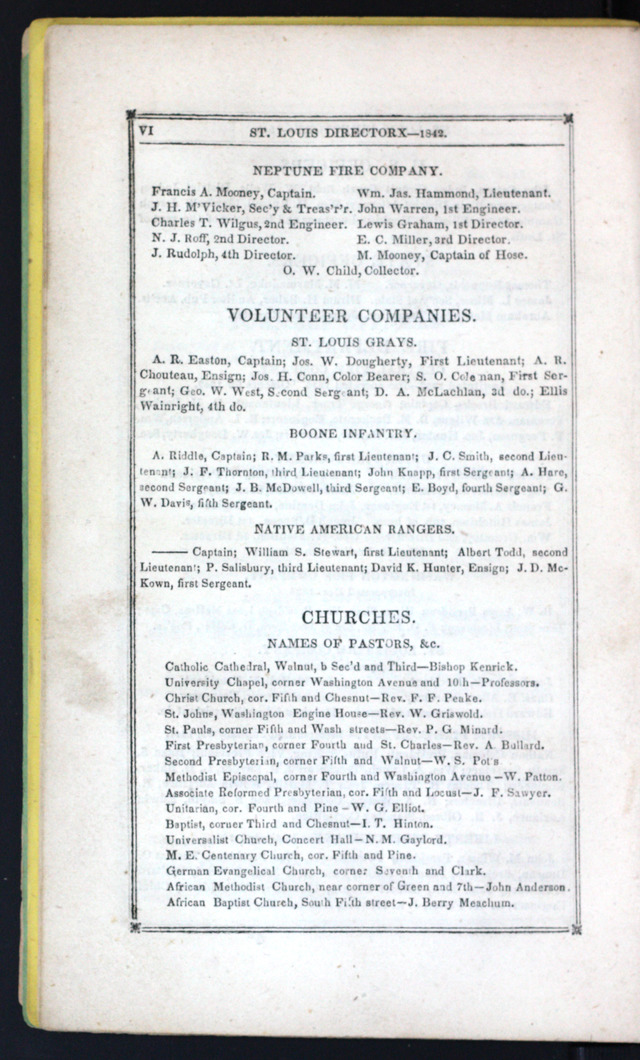 VI ST. LOUIS DIRECTORX—1842.
NEPTUNE FIRE COMPANY.
Francis A. Mooney, Captain. Wm. Jas. Hammond, Lieutenant.
J. H. M'Vicker, Sec'y & Treas'r'r. John Warren, 1st Engineer.
Charles T. Wilgus, 2nd Engineer. Lewis Graham, 1st Director.
N. J. Roff, 2nd Director. E. C. Miller, 3rd Director.
J. Rudolph, 4th Director. M. Mooney, Captain of Hose.
O. W. Child, Collector.
VOLUNTEER COMPANIES.
ST. LOUIS GRAYS.
A. R. Easton, Captain; Jos. W. Dougherty, First Lieutenant; A. R.
Chouteau, Ensign; Jos. H. Conn, Color Bearer; S. O. Cole nan, First Ser-
geant; Geo. W. West, Second Sergeant; D. A. McLachlan, 3d do.; Ellis
Wainright, 4th do.
BOONE INFANTRY.
A. Riddle, Captain; R. M. Parks, first Lieutenant; J. C. Smith, second Lieu-
tenant; J. F. Thornton, third Lieutenant; John Knapp, first Sergeant; A. Hare,
second Sergeant; J. B. McDowell, third Sergeant; E. Boyd, fourth Sergeant; G.
W. Davis, fifth Sergeant.
NATIVE AMERICAN RANGERS.
——— Captain; William S. Stewart, first Lieutenant; Albert Todd, second
Lieutenant; P. Salisbury, third Lieutenant; David K. Hunter, Ensign; J. D. Mc-
Kown, first Sergeant.
CHURCHES.
NAMES OF PASTORS, &c.
Catholic Cathedral, Walnut, b Sec'd and Third—Bishop Kenrick.
University Chapel, corner Washington Avenue and 10 h—Professors.
Christ Church, cor. Fifth and Chesnut—Rev. F. F. Peake.
St. Johns, Washington Engine House—Rev. W. Griswold.
St. Pauls, corner Fifth and Wash streets—Rev. P. G. Minard.
First Presbyterian, corner Fourth and St. Charles—Rev. A. Bullard.
Second Presbyterian, corner Fifth and Walnut—W. S. Pot s
Methodist Episcopal, corner Fourth and Washington Avenue—W. Patton.
Associate Reformed Presbyterian, cor. Fifth and Locust—J. F. Sawyer.
Unitarian, cor. Fourth and Pine—W. G. Elliot.
Baptist, corner Third and Chesnut—I. T. Hinton.
Universalist Church, Concert Hall—N. M. Gaylord.
M. E. Centenary Church, cor. Fifth and Pine.
German Evangelical Church, corner Seventh and Clark.
African Methodist Church, near corner of Green and 7th—John Anderson.
African Baptist Church, South Fifth street—J. Berry Meachum.